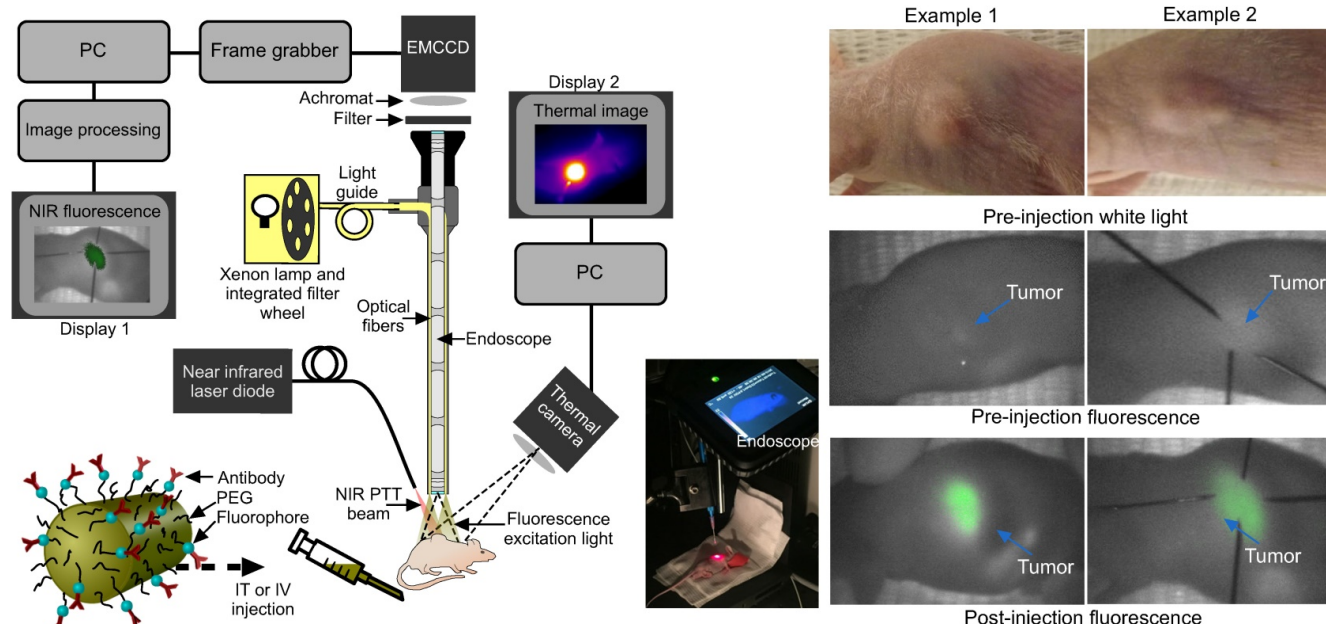 PC
Frame grabber
EMCCD
Achromat
Filter
Image processing
NIR fluorescence
Display 1
Light
guide
Xenon lamp and
integrated filter
wheel
Optical
fibers
Endoscope
Near infrared
laser diode
Display 2
Thermal image
PC
Thermal
camera
NIR PTT
beam
Fluorescence
excitation light
Antibody
PEG
Fluorophore
IT or IV
injection
Endoscope
Example 1
Example 2
Pre-injection white light
Tumor
Tumor
Pre-injection fluorescence
Tumor
Tumor
Post-injection fluorescence